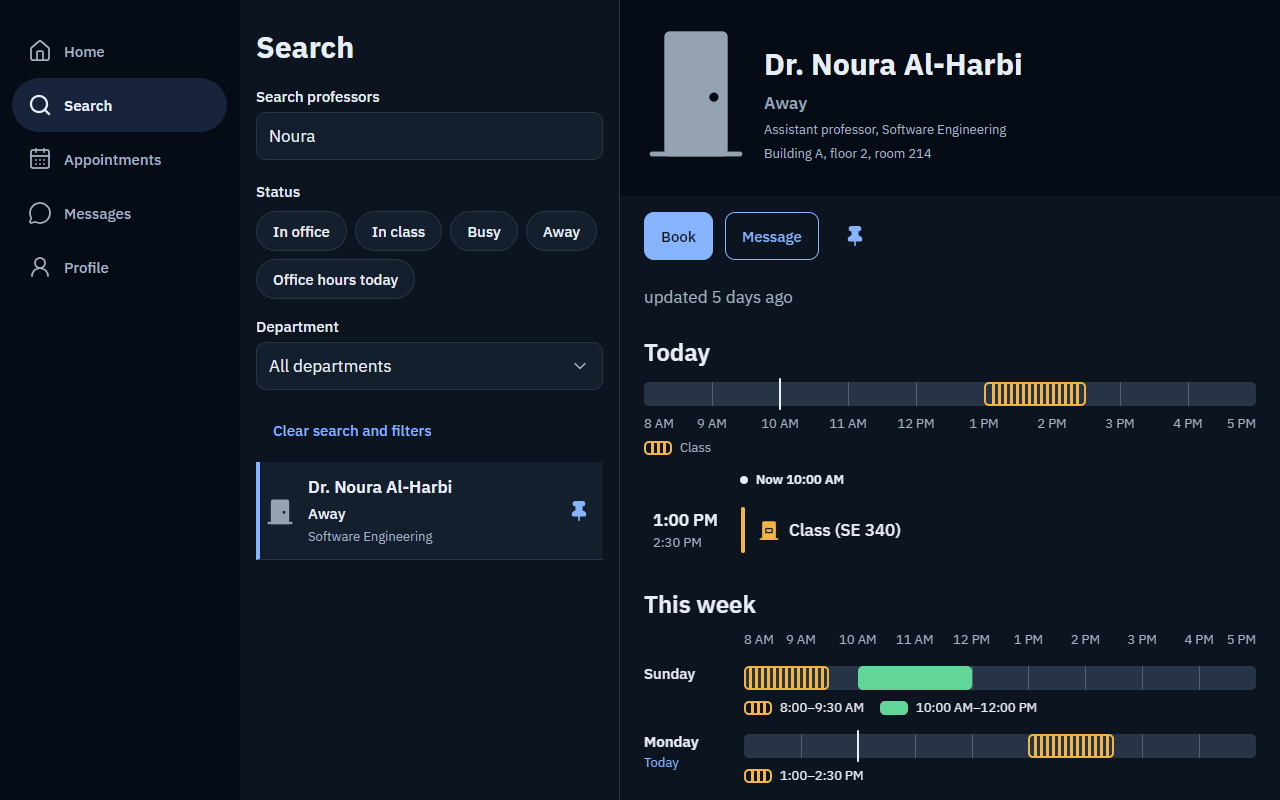 Home
Search
Appointments
Messages
Profile
Search
Search professors
Noura
Status
In office
In class
Busy
Away
Office hours today
Department
All departments
Clear search and filters
Dr. Noura Al-Harbi
Away
Software Engineering
Dr. Noura Al-Harbi
Away
Assistant professor, Software Engineering
Building A, floor 2, room 214
Book
Message
updated 5 days ago
Today
8 AM 9 AM 10 AM 11 AM 12 PM 1 PM 2 PM 3 PM 4 PM 5 PM
Class
Now 10:00 AM
1:00 PM
2:30 PM
Class (SE 340)
This week
8 AM 9 AM 10 AM 11 AM 12 PM 1 PM 2 PM 3 PM 4 PM 5 PM
Sunday
8:00–9:30 AM 10:00 AM–12:00 PM
Monday
Today
1:00–2:30 PM